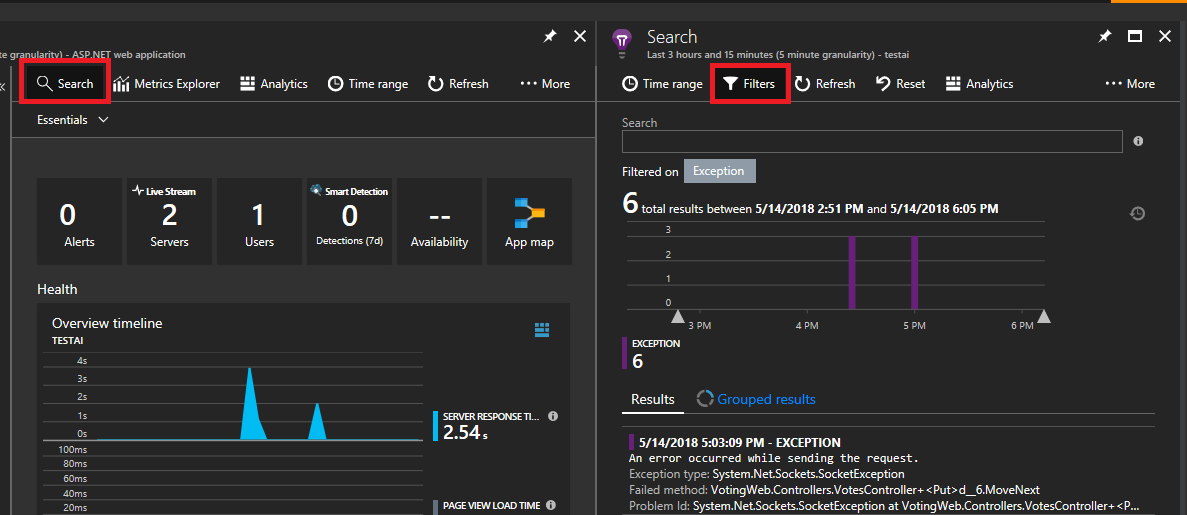 te granularity) - ASP.NET web application
Search
Metrics Explorer
Analytics
Time range
Refresh
More
Essentials
0
Alerts
Live Stream
2
Servers
1
Users
Smart Detection
0
Detections (7d)
--
Availability
App map
Health
Overview timeline
TESTAI
4s
3s
2s
1s
0s
100ms
80ms
60ms
40ms
20ms
SERVER RESPONSE TI...
2.54 s
PAGE VIEW LOAD TIME
Search
Last 3 hours and 15 minutes (5 minute granularity) - testai
Time range
Filters
Refresh
Reset
Analytics
More
Search
Filtered on Exception
6 total results between 5/14/2018 2:51 PM and 5/14/2018 6:05 PM
3
2
1
0
3 PM 4 PM 5 PM 6 PM
EXCEPTION
6
Results
Grouped results
5/14/2018 5:03:09 PM - EXCEPTION
An error occurred while sending the request.
Exception type: System.Net.Sockets.SocketException
Failed method: VotingWeb.Controllers.VotesController+<Put>d__6.MoveNext
Problem Id: System.Net.Sockets.SocketException at VotingWeb.Controllers.VotesController+<P...